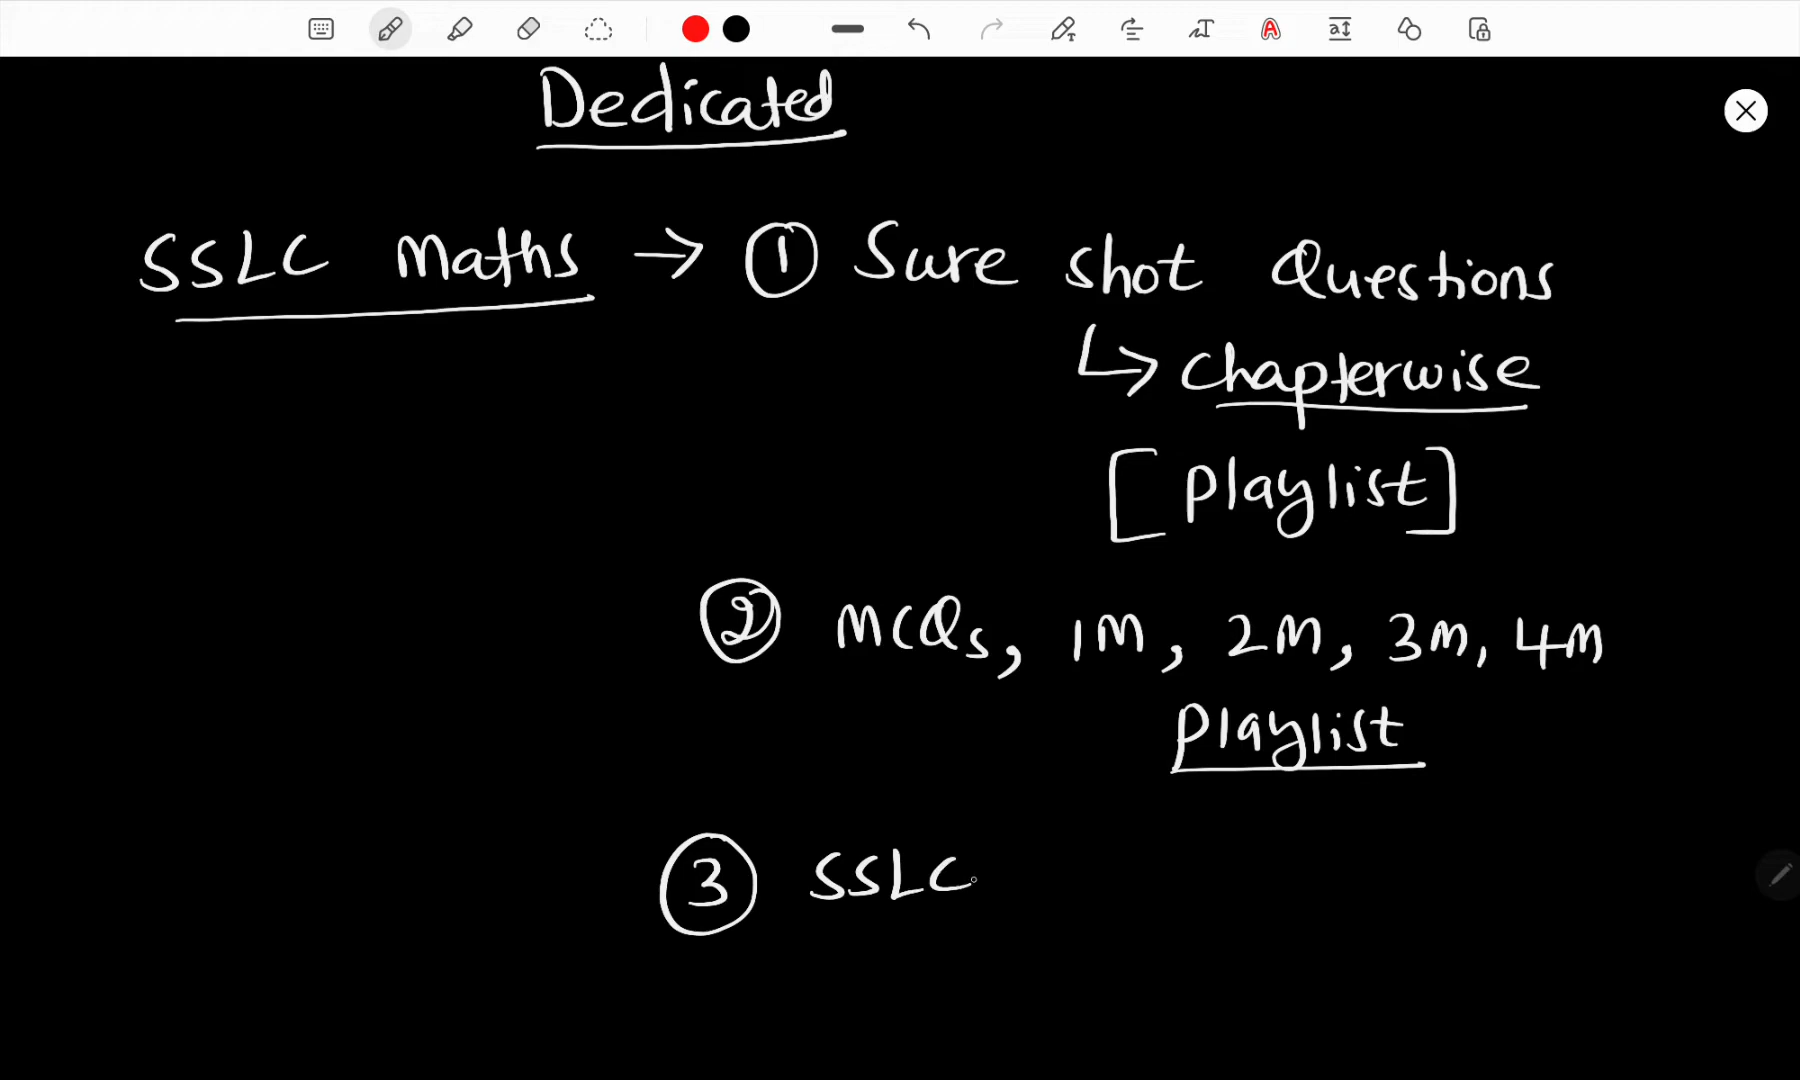 Dedicated
SSLC Maths → ① Sure shot Questions
↳ Chapterwise
[Playlist]
② MCQs, 1M, 2M, 3M, 4M
Playlist
③ SSLC